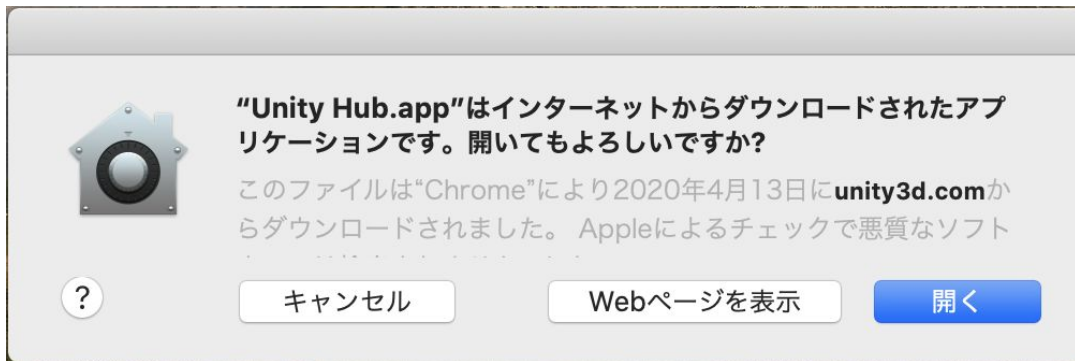 “Unity Hub.app”はインターネットからダウンロードされたアプ
リケーションです。開いてもよろしいですか?
このファイルは“Chrome”により2020年4月13日にunity3d.comか
らダウンロードされました。 Appleによるチェックで悪質なソフト
?
キャンセル
Webページを表示
開く